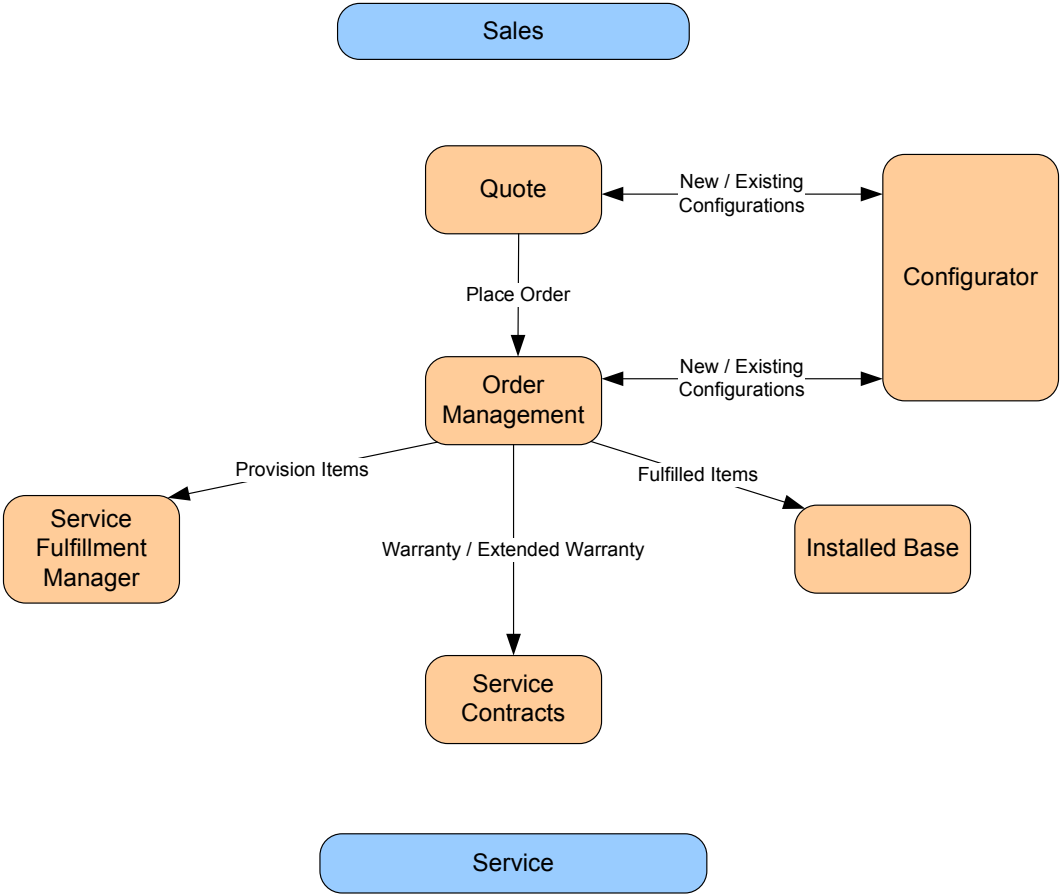 Sales
Quote
New / Existing
Configurations
Configurator
Place Order
Order
Management
New / Existing
Configurations
Provision Items
Fulfilled Items
Service
Fulfillment
Manager
Warranty / Extended Warranty
Installed Base
Service
Contracts
Service